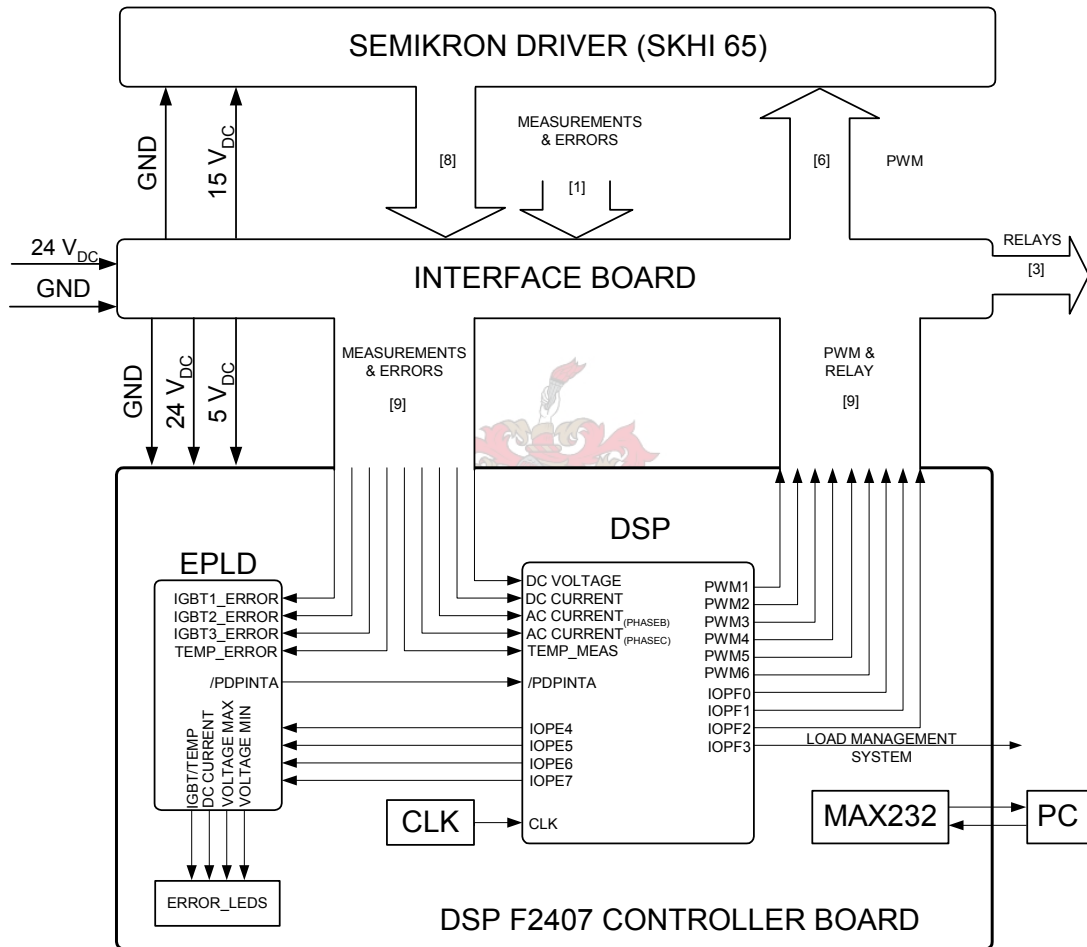 SEMIKRON DRIVER (SKHI 65)
GND
15 VDC
[8]
MEASUREMENTS
& ERRORS
[1]
[6]
PWM
24 VDC
GND
INTERFACE BOARD
RELAYS
[3]
GND
24 VDC
5 VDC
MEASUREMENTS
& ERRORS
[9]
PWM &
RELAY
[9]
EPLD
IGBT1_ERROR
IGBT2_ERROR
IGBT3_ERROR
TEMP_ERROR
/PDPINTA
IGBT/TEMP
DC CURRENT
VOLTAGE MAX
VOLTAGE MIN
ERROR_LEDS
DSP
DC VOLTAGE
DC CURRENT
AC CURRENT(PHASEB)
AC CURRENT(PHASEC)
TEMP_MEAS
/PDPINTA
IOPE4
IOPE5
IOPE6
IOPE7
CLK
CLK
PWM1
PWM2
PWM3
PWM4
PWM5
PWM6
IOPF0
IOPF1
IOPF2
IOPF3
LOAD MANAGEMENT
SYSTEM
MAX232
PC
DSP F2407 CONTROLLER BOARD